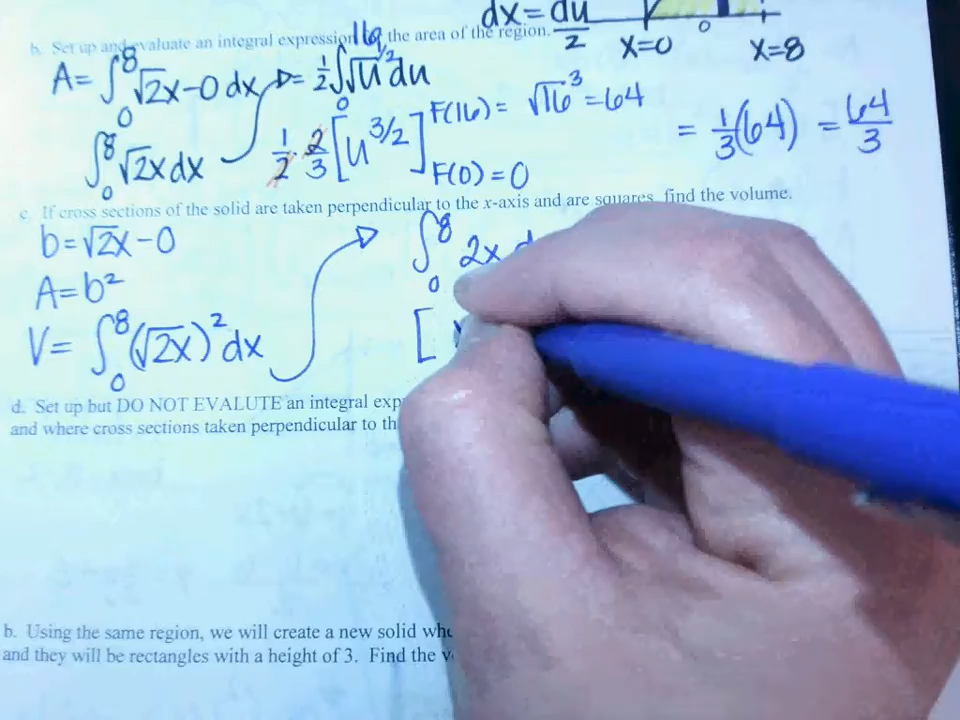 dx = du/2
x=0 0 x=8
b. Set up and evaluate an integral expression the area of the region.
A= ∫₀⁸ √2x - 0 dx = 1/2 ∫₀¹⁶ √u^1/2 du
∫₀⁸ √2x dx 1/2 · 2/3 [u^3/2] F(16) = √16³ = 64
F(0) = 0
= 1/3(64) = 64/3
c. If cross sections of the solid are taken perpendicular to the x-axis and are squares, find the volume.
b = √2x - 0
A = b²
V = ∫₀⁸ (√2x)² dx
∫₀⁸ 2x d
[
d. Set up but DO NOT EVALUTE an integral exp
and where cross sections taken perpendicular to th
b. Using the same region, we will create a new solid
and they will be rectangles with a height of 3. Find the